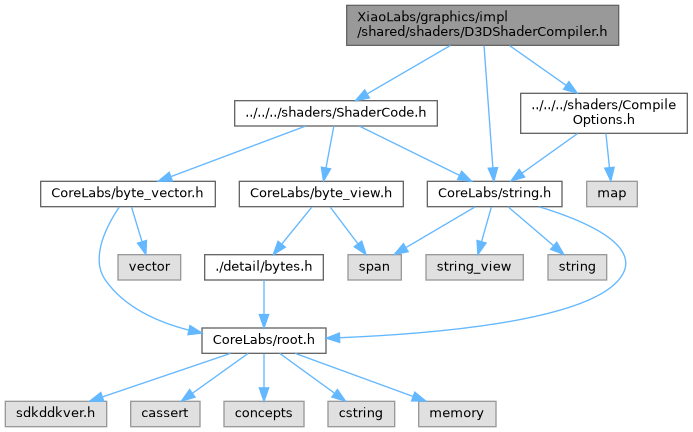 XiaoLabs/graphics/impl
/shared/shaders/D3DShaderCompiler.h
../../../shaders/ShaderCode.h
../../../shaders/Compile
Options.h
CoreLabs/byte_vector.h
CoreLabs/byte_view.h
CoreLabs/string.h
map
vector
./detail/bytes.h
span
string_view
string
CoreLabs/root.h
sdkddkver.h
cassert
concepts
cstring
memory